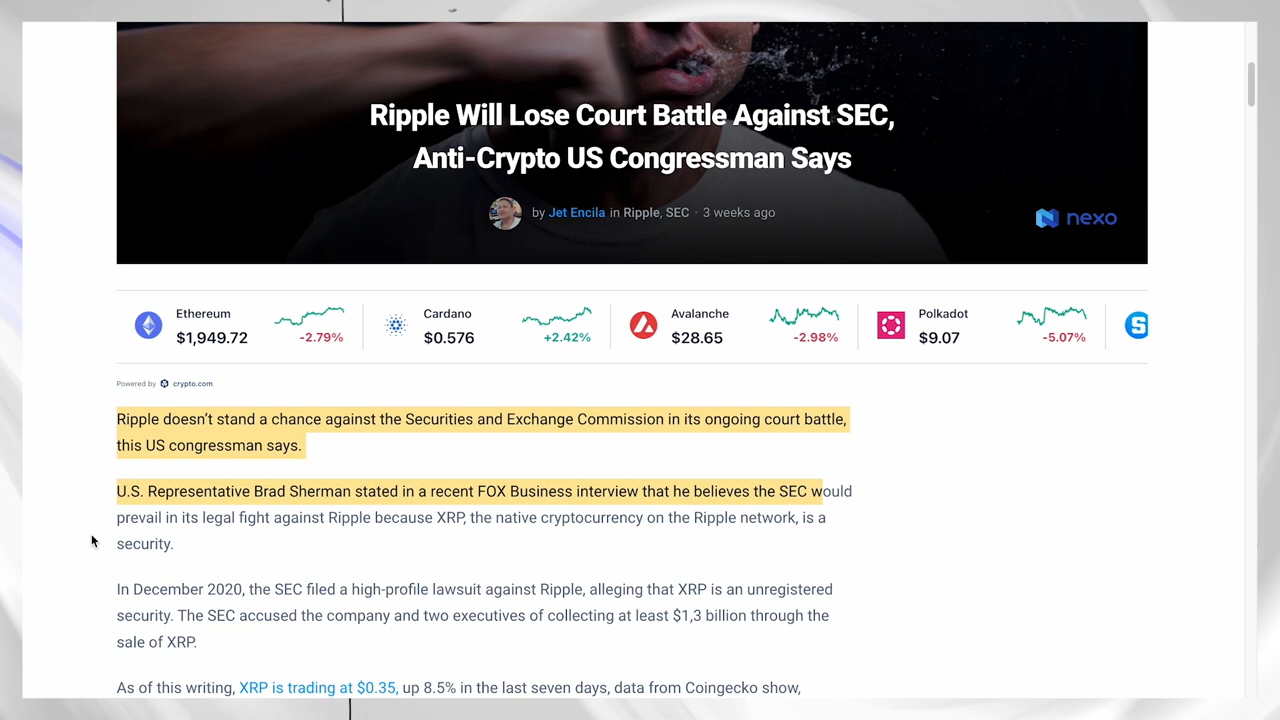 Ripple Will Lose Court Battle Against SEC,
Anti-Crypto US Congressman Says
by Jet Encila in Ripple, SEC · 3 weeks ago
nexo
Ethereum
$1,949.72
-2.79%
Cardano
$0.576
+2.42%
Avalanche
$28.65
-2.98%
Polkadot
$9.07
-5.07%
Powered by crypto.com
Ripple doesn’t stand a chance against the Securities and Exchange Commission in its ongoing court battle,
this US congressman says.
U.S. Representative Brad Sherman stated in a recent FOX Business interview that he believes the SEC would
prevail in its legal fight against Ripple because XRP, the native cryptocurrency on the Ripple network, is a
security.
In December 2020, the SEC filed a high-profile lawsuit against Ripple, alleging that XRP is an unregistered
security. The SEC accused the company and two executives of collecting at least $1,3 billion through the
sale of XRP.
As of this writing, XRP is trading at $0.35, up 8.5% in the last seven days, data from Coingecko show,